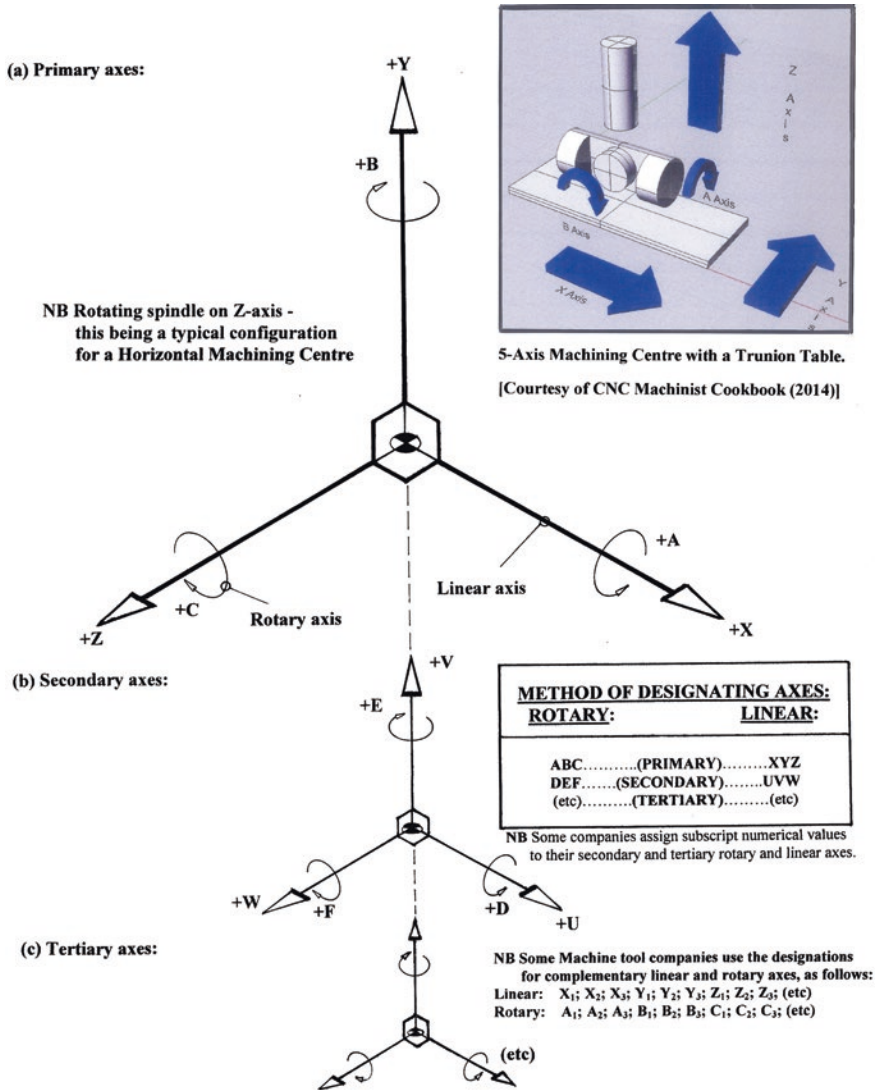 (a) Primary axes:
+Y
+B
Z Axis
A Axis
B Axis
X Axis
Y Axis
NB Rotating spindle on Z-axis -
this being a typical configuration
for a Horizontal Machining Centre
5-Axis Machining Centre with a Trunion Table.
[Courtesy of CNC Machinist Cookbook (2014)]
+A
Linear axis
+C
Rotary axis
+Z
+X
(b) Secondary axes:
+V
+E
METHOD OF DESIGNATING AXES:
ROTARY: LINEAR:
ABC..........(PRIMARY)........XYZ
DEF......(SECONDARY)......UVW
(etc)........(TERTIARY)........(etc)
NB Some companies assign subscript numerical values
to their secondary and tertiary rotary and linear axes.
+W
+F
+D
+U
(c) Tertiary axes:
NB Some Machine tool companies use the designations
for complementary linear and rotary axes, as follows:
Linear: X₁; X₂; X₃; Y₁; Y₂; Y₃; Z₁; Z₂; Z₃; (etc)
Rotary: A₁; A₂; A₃; B₁; B₂; B₃; C₁; C₂; C₃; (etc)
(etc)